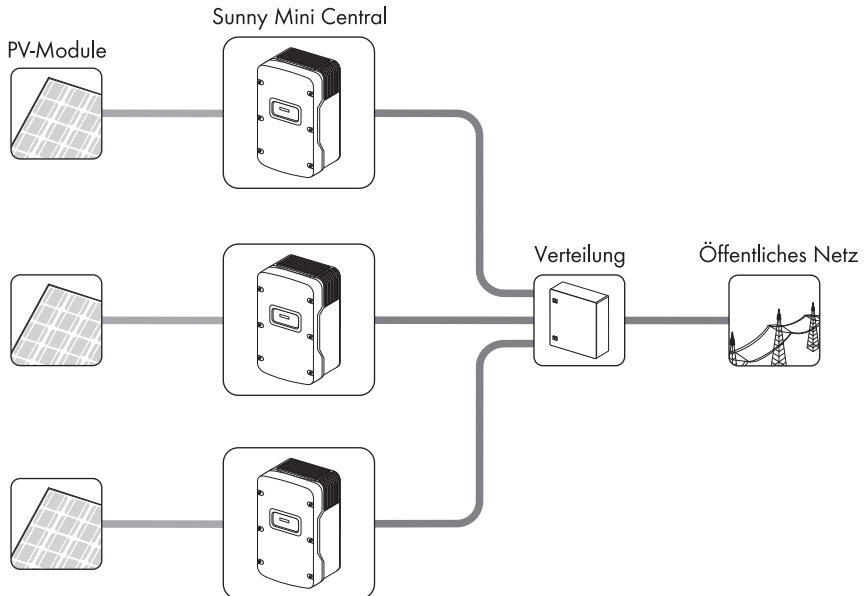 Sunny Mini Central
PV-Module
Verteilung
Öffentliches Netz